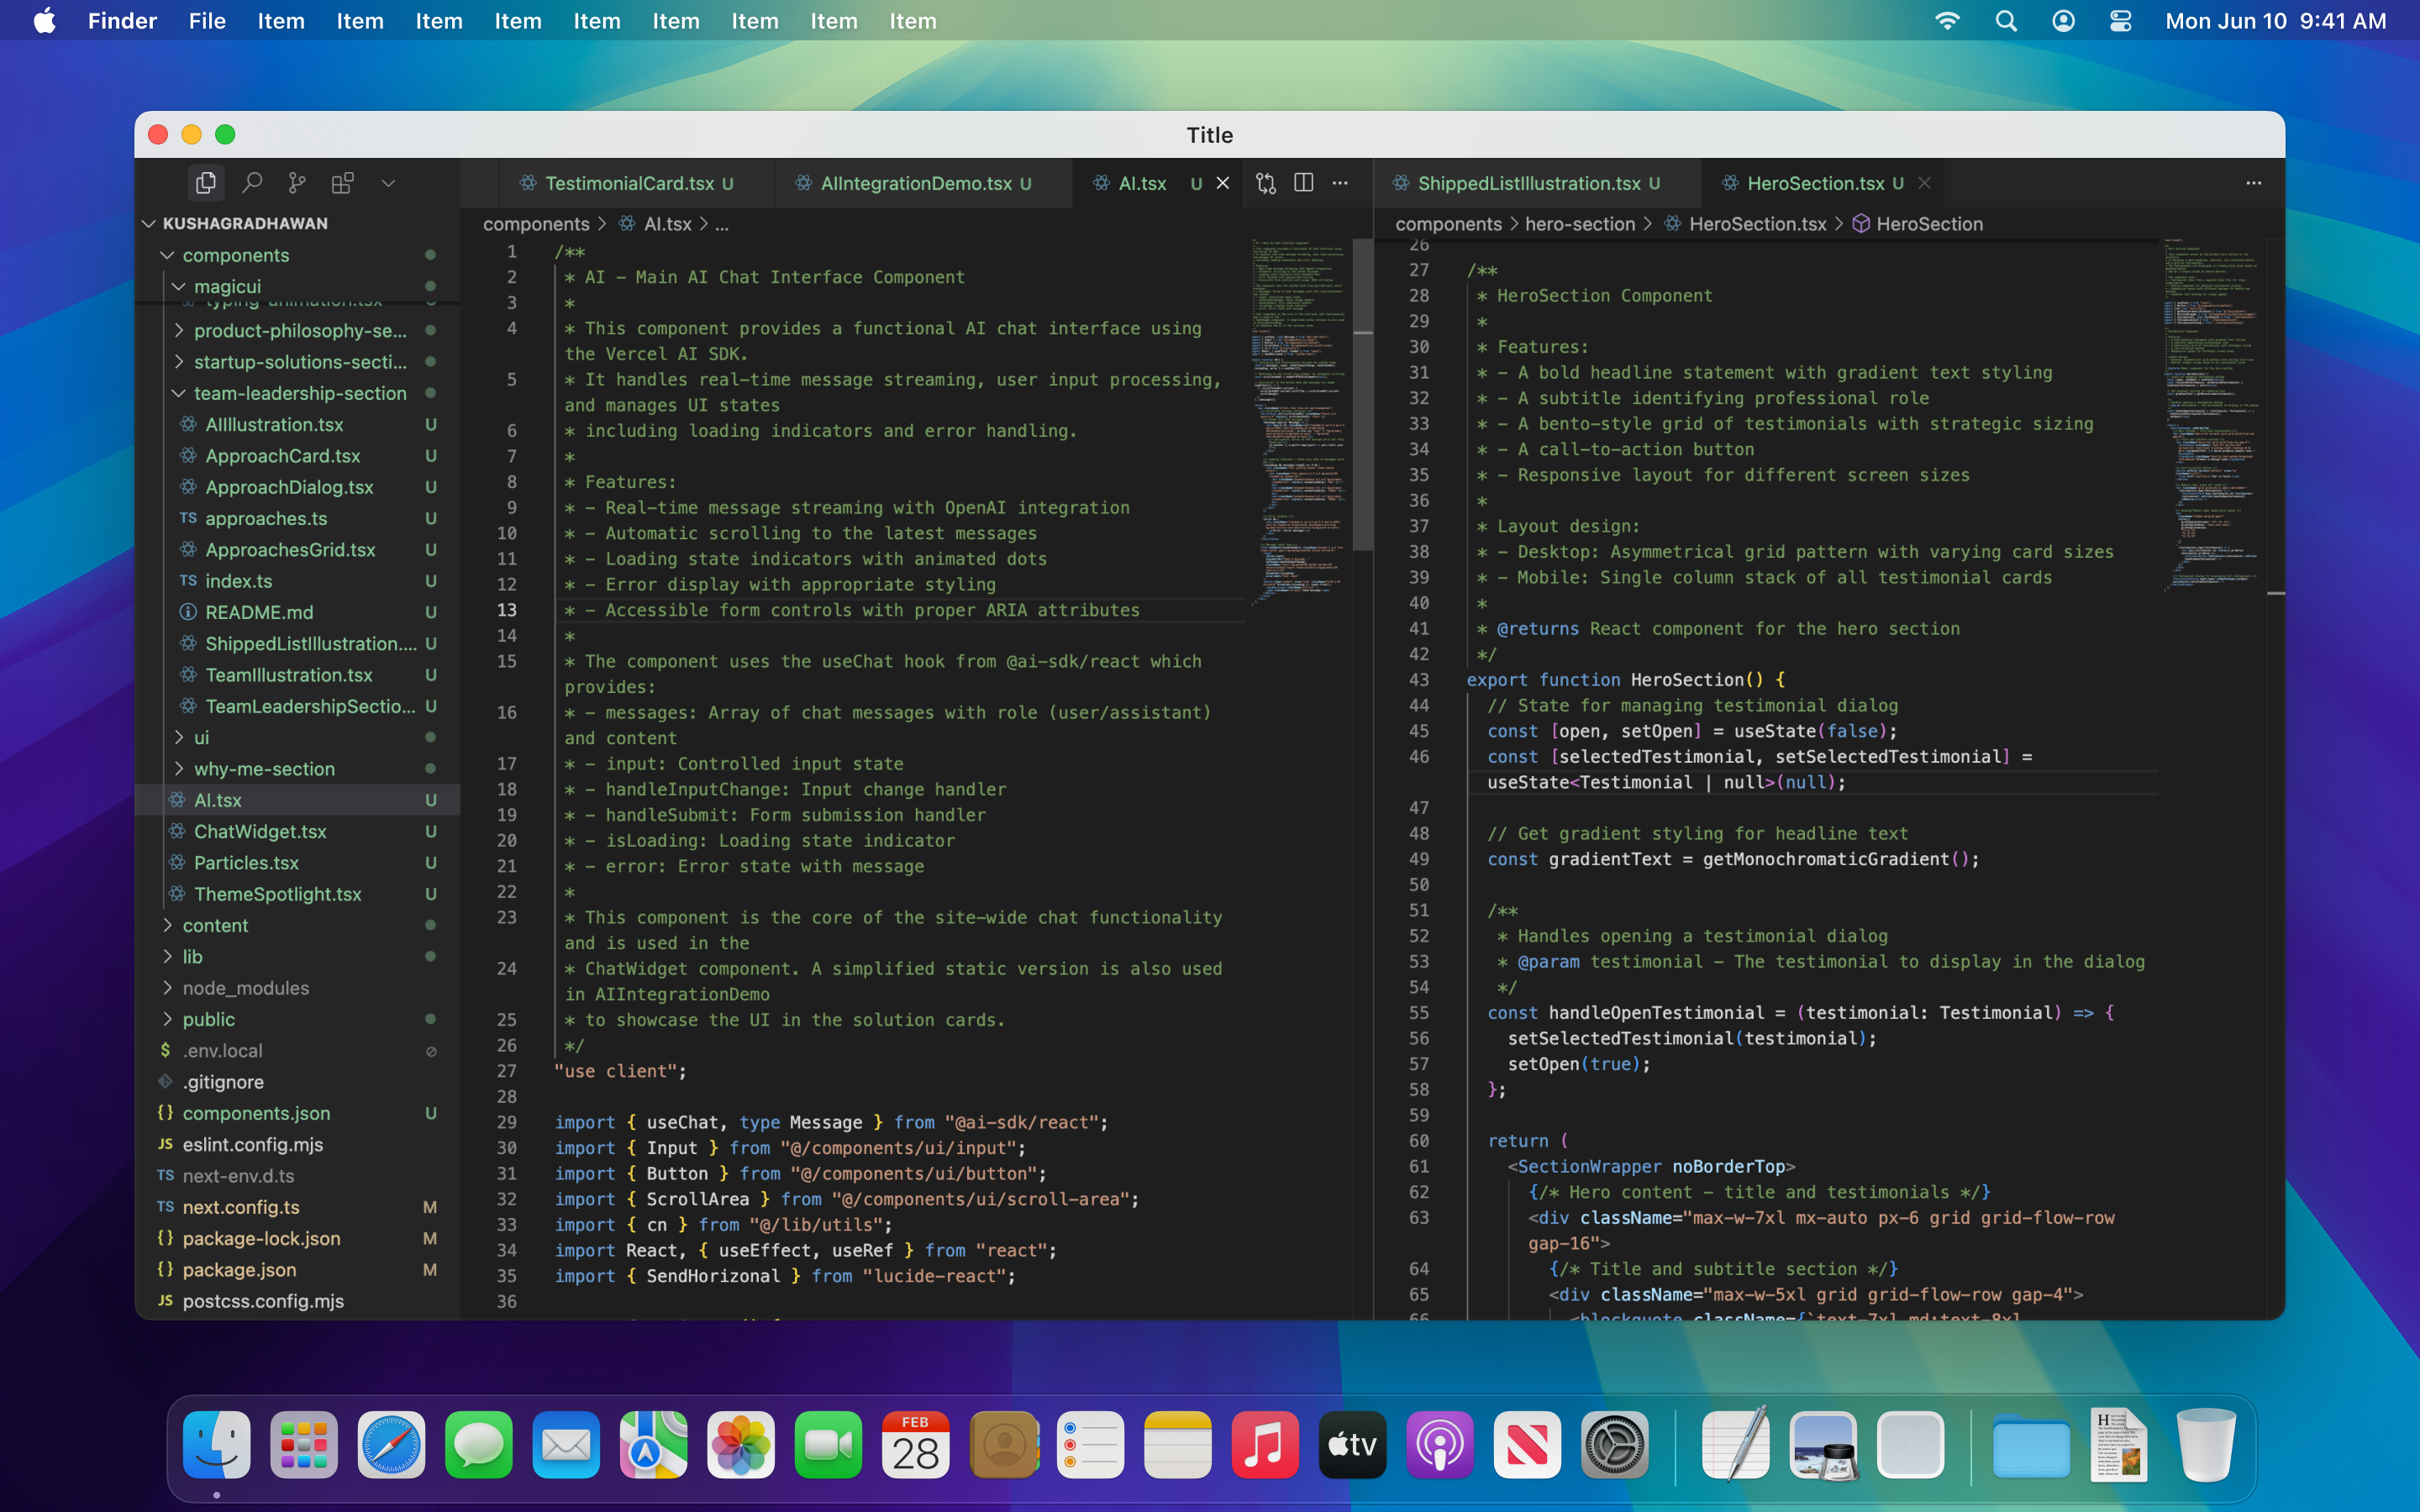 Finder File Item Item Item Item Item Item Item Item Item Mon Jun 10 9:41 AM
Title
KUSHAGRADHAWAN
components
magicui
typing-animation.tsx
product-philosophy-se...
startup-solutions-secti...
team-leadership-section
AIIllustration.tsx U
ApproachCard.tsx U
ApproachDialog.tsx U
TS approaches.ts U
ApproachesGrid.tsx U
TS index.ts U
README.md U
ShippedListIllustration.... U
TeamIllustration.tsx U
TeamLeadershipSectio... U
ui
why-me-section
AI.tsx U
ChatWidget.tsx U
Particles.tsx U
ThemeSpotlight.tsx U
content
lib
node_modules
public
$ .env.local
.gitignore
{} components.json U
JS eslint.config.mjs
TS next-env.d.ts
TS next.config.ts M
{} package-lock.json M
{} package.json M
JS postcss.config.mjs
TestimonialCard.tsx U AIIntegrationDemo.tsx U AI.tsx U
components > AI.tsx > ...
1 /**
2 * AI - Main AI Chat Interface Component
3 *
4 * This component provides a functional AI chat interface using
the Vercel AI SDK.
5 * It handles real-time message streaming, user input processing,
and manages UI states
6 * including loading indicators and error handling.
7 *
8 * Features:
9 * - Real-time message streaming with OpenAI integration
10 * - Automatic scrolling to the latest messages
11 * - Loading state indicators with animated dots
12 * - Error display with appropriate styling
13 * - Accessible form controls with proper ARIA attributes
14 *
15 * The component uses the useChat hook from @ai-sdk/react which
provides:
16 * - messages: Array of chat messages with role (user/assistant)
and content
17 * - input: Controlled input state
18 * - handleInputChange: Input change handler
19 * - handleSubmit: Form submission handler
20 * - isLoading: Loading state indicator
21 * - error: Error state with message
22 *
23 * This component is the core of the site-wide chat functionality
and is used in the
24 * ChatWidget component. A simplified static version is also used
in AIIntegrationDemo
25 * to showcase the UI in the solution cards.
26 */
27 "use client";
28
29 import { useChat, type Message } from "@ai-sdk/react";
30 import { Input } from "@/components/ui/input";
31 import { Button } from "@/components/ui/button";
32 import { ScrollArea } from "@/components/ui/scroll-area";
33 import { cn } from "@/lib/utils";
34 import React, { useEffect, useRef } from "react";
35 import { SendHorizonal } from "lucide-react";
36
ShippedListIllustration.tsx U HeroSection.tsx U
components > hero-section > HeroSection.tsx > HeroSection
26
27 /**
28 * HeroSection Component
29 *
30 * Features:
31 * - A bold headline statement with gradient text styling
32 * - A subtitle identifying professional role
33 * - A bento-style grid of testimonials with strategic sizing
34 * - A call-to-action button
35 * - Responsive layout for different screen sizes
36 *
37 * Layout design:
38 * - Desktop: Asymmetrical grid pattern with varying card sizes
39 * - Mobile: Single column stack of all testimonial cards
40 *
41 * @returns React component for the hero section
42 */
43 export function HeroSection() {
44 // State for managing testimonial dialog
45 const [open, setOpen] = useState(false);
46 const [selectedTestimonial, setSelectedTestimonial] =
useState<Testimonial | null>(null);
47
48 // Get gradient styling for headline text
49 const gradientText = getMonochromaticGradient();
50
51 /**
52 * Handles opening a testimonial dialog
53 * @param testimonial - The testimonial to display in the dialog
54 */
55 const handleOpenTestimonial = (testimonial: Testimonial) => {
56 setSelectedTestimonial(testimonial);
57 setOpen(true);
58 };
59
60 return (
61 <SectionWrapper noBorderTop>
62 {/* Hero content - title and testimonials */}
63 <div className="max-w-7xl mx-auto px-6 grid grid-flow-row
gap-16">
64 {/* Title and subtitle section */}
65 <div className="max-w-5xl grid grid-flow-row gap-4">
66 <blockquote className={`text-7xl md:text-8xl
FEB
28
tv